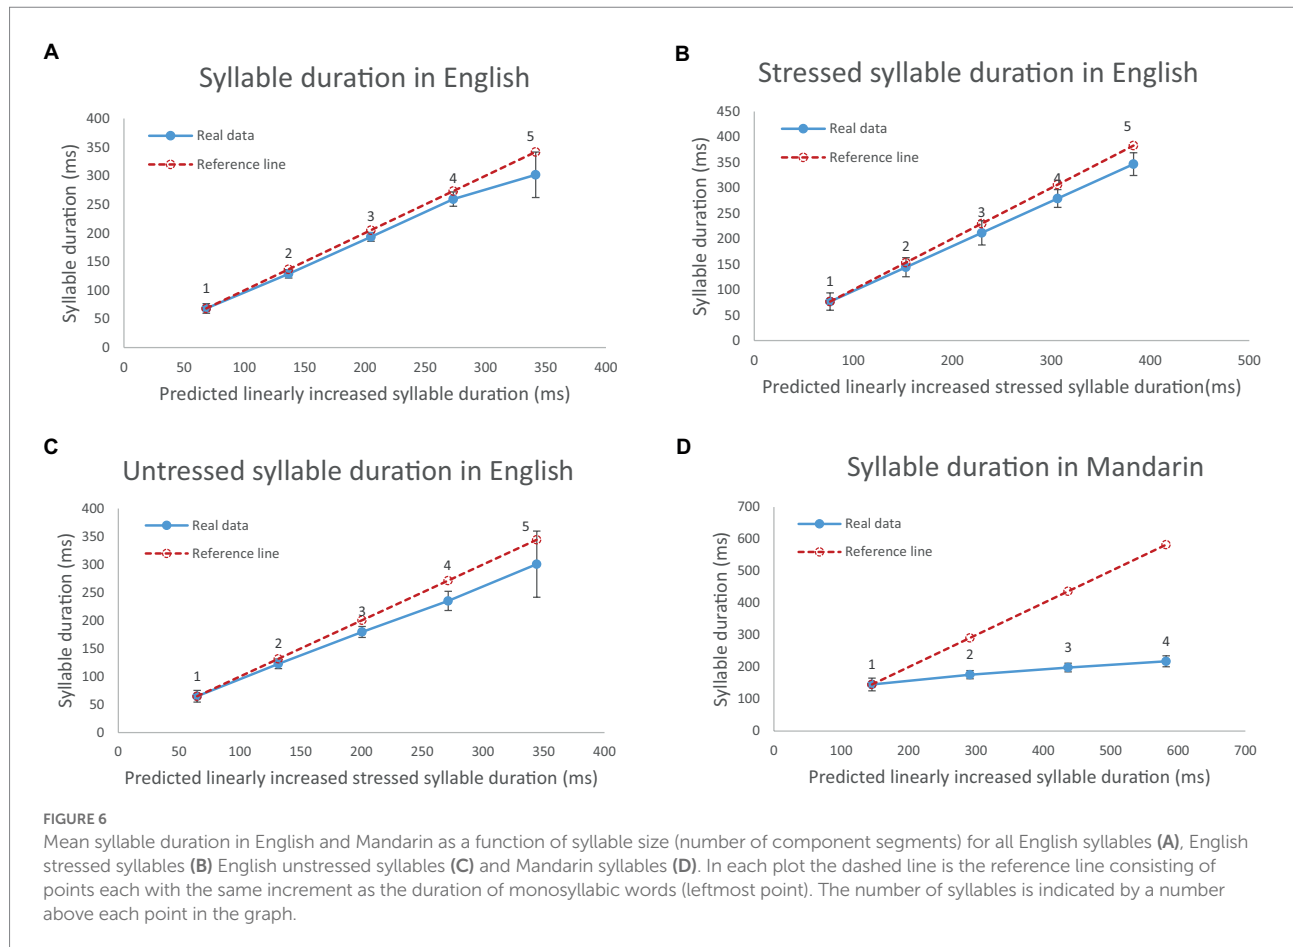 A
Syllable duration in English
Syllable duration (ms)
400
350
300
250
200
150
100
50
0
Real data
Reference line
1
2
3
4
5
0 50 100 150 200 250 300 350 400
Predicted linearly increased syllable duration (ms)
B
Stressed syllable duration in English
Syllable duration (ms)
450
400
350
300
250
200
150
100
50
0
Real data
Reference line
1
2
3
4
5
0 100 200 300 400 500
Predicted linearly increased stressed syllable duration(ms)
C
Untressed syllable duration in English
Syllable duration (ms)
400
350
300
250
200
150
100
50
0
Real data
Reference line
1
2
3
4
5
0 50 100 150 200 250 300 350 400
Predicted linearly increased stressed syllable duration (ms)
D
Syllable duration in Mandarin
Syllable duration (ms)
700
600
500
400
300
200
100
0
Real data
Reference line
1
2
3
4
0 100 200 300 400 500 600 700
Predicted linearly increased syllable duration (ms)
FIGURE 6
Mean syllable duration in English and Mandarin as a function of syllable size (number of component segments) for all English syllables (A), English
stressed syllables (B) English unstressed syllables (C) and Mandarin syllables (D). In each plot the dashed line is the reference line consisting of
points each with the same increment as the duration of monosyllabic words (leftmost point). The number of syllables is indicated by a number
above each point in the graph.